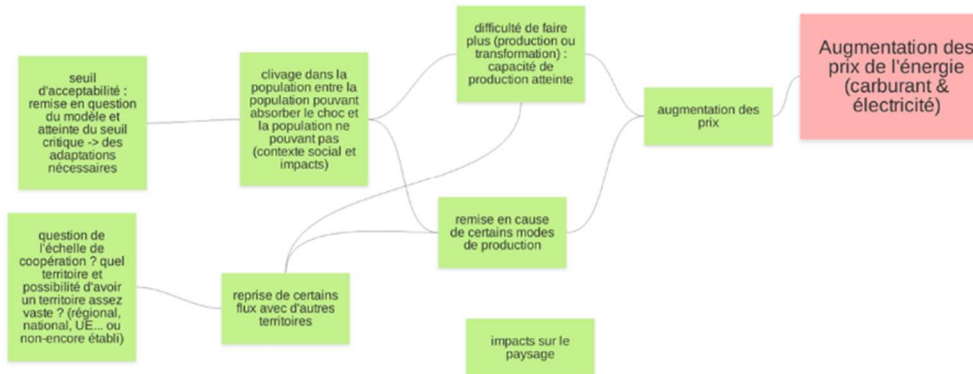 seuil
d'acceptabilité :
remise en question
du modèle et
atteinte du seuil
critique -> des
adaptations
nécessaires
clivage dans la
population entre la
population pouvant
absorber le choc et
la population ne
pouvant pas
(contexte social et
impacts)
difficulté de faire
plus (production ou
transformation) :
capacité de
production atteinte
augmentation des
prix
Augmentation des
prix de l'énergie
(carburant &
électricité)
question de
l'échelle de
coopération ? quel
territoire et
possibilité d'avoir
un territoire assez
vaste ? (régional,
national, UE... ou
non-encore établi)
reprise de certains
flux avec d'autres
territoires
remise en cause
de certains modes
de production
impacts sur le
paysage